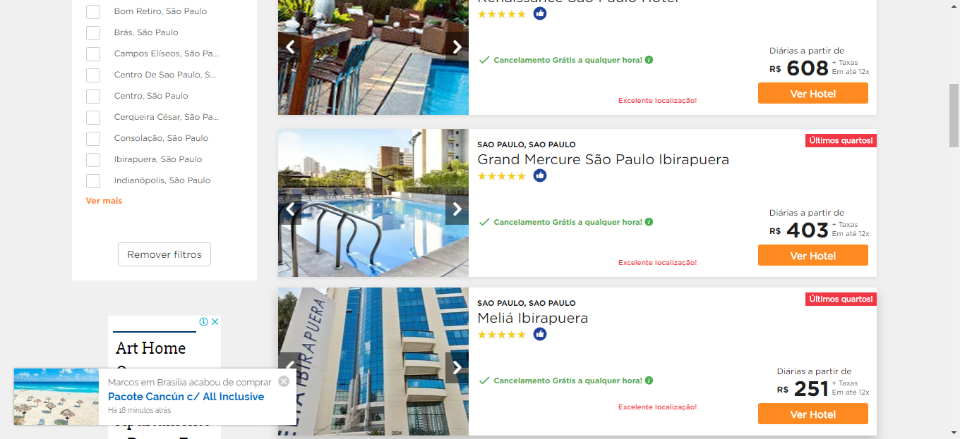 Bom Retiro, São Paulo
Brás, São Paulo
Campos Elíseos, São Pa...
Centro De Sao Paulo, S...
Centro, São Paulo
Cerqueira César, São Pa...
Consolação, São Paulo
Ibirapuera, São Paulo
Indianópolis, São Paulo
Ver mais
Remover filtros
Art Home
Marcos em Brasília acabou de comprar
Pacote Cancún c/ All Inclusive
Há 18 minutos atrás
Renaissance São Paulo Hotel
Cancelamento Grátis a qualquer hora!
Excelente localização!
Diárias a partir de
R$ 608 + Taxas
Em até 12x
Ver Hotel
SAO PAULO, SAO PAULO
Grand Mercure São Paulo Ibirapuera
Últimos quartos!
Cancelamento Grátis a qualquer hora!
Excelente localização!
Diárias a partir de
R$ 403 + Taxas
Em até 12x
Ver Hotel
IBIRAPUERA
SAO PAULO, SAO PAULO
Meliá Ibirapuera
Últimos quartos!
Cancelamento Grátis a qualquer hora!
Excelente localização!
Diárias a partir de
R$ 251 + Taxas
Em até 12x
Ver Hotel